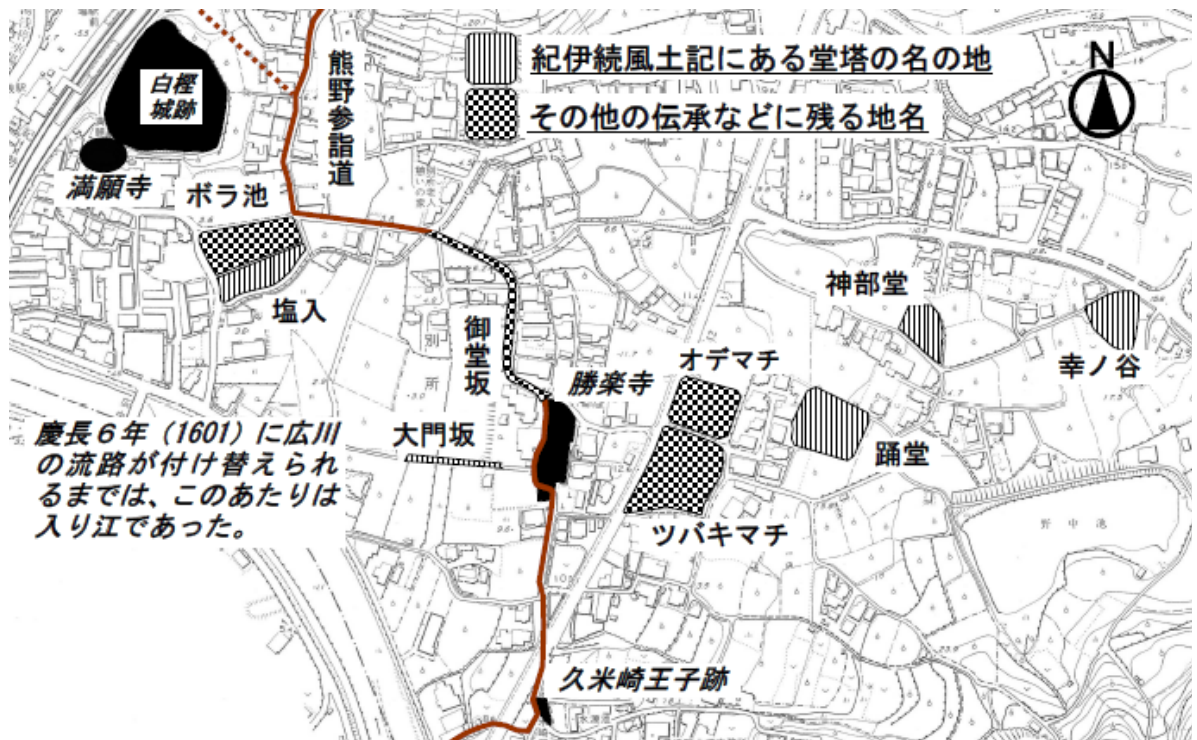 白樫
城跡
熊野参詣道
紀伊続風土記にある堂塔の名の地
その他の伝承などに残る地名
N
満願寺
ボラ池
塩入
御堂坂
神部堂
幸ノ谷
オデマチ
勝楽寺
大門坂
踊堂
慶長6年(1601)に広川
の流路が付け替えられ
るまでは、このあたりは
入り江であった。
別
所
ツバキマチ
野中池
久米崎王子跡